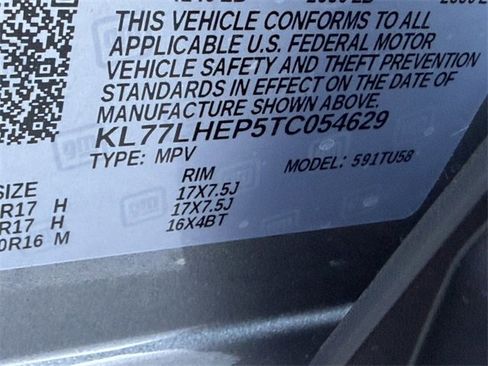 THIS VEHICLE CONFORMS TO ALL
APPLICABLE U.S. FEDERAL MOTOR
VEHICLE SAFETY AND THEFT PREVENTION
STANDARDS IN EFFECT ON THE DATE OF
MANUFACTURE SHOWN ABOVE.
KL77LHEP5TC054629
TYPE: MPV MODEL: 591TU58
RIM
R17 H 17X7.5J
R17 H 17X7.5J
0R16 M 16X4BT